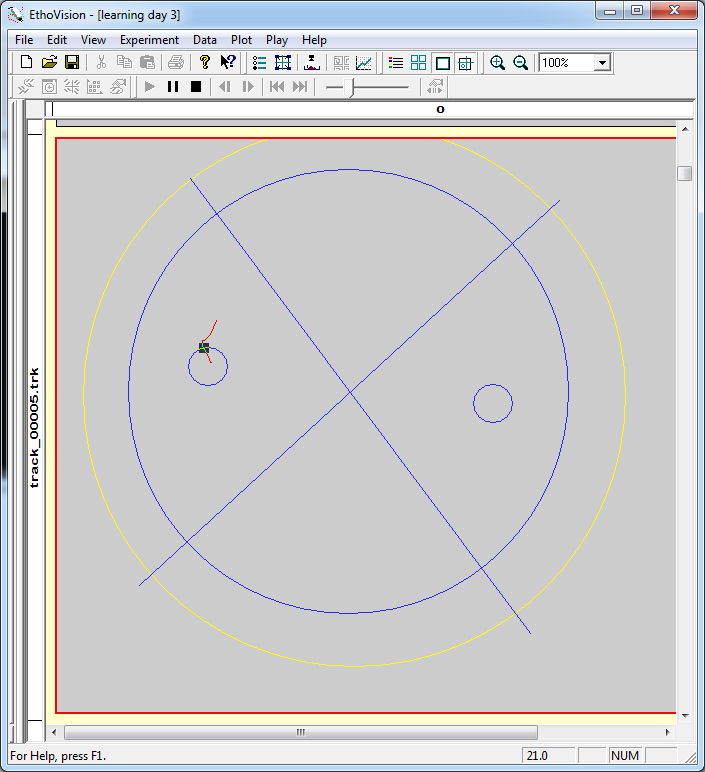 EthoVision - [learning day 3]
File Edit View Experiment Data Plot Play Help
100%
o
track_00005.trk
For Help, press F1.
21.0
NUM